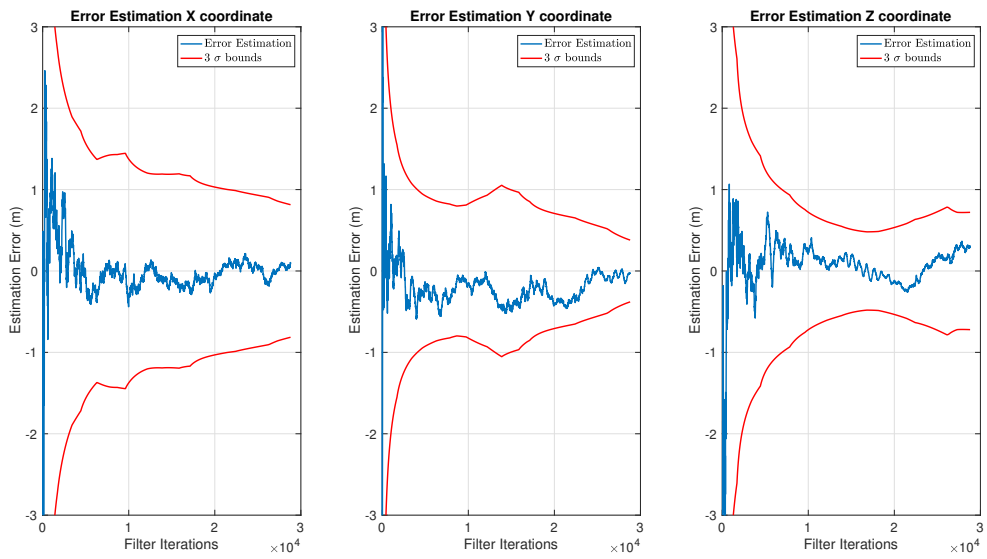 Error Estimation X coordinate
Error Estimation
3 σ bounds
Estimation Error (m)
3
2
1
0
-1
-2
-3
0
1
2
3
×10^4
Filter Iterations
Error Estimation Y coordinate
Error Estimation
3 σ bounds
Estimation Error (m)
3
2
1
0
-1
-2
-3
0
1
2
3
×10^4
Filter Iterations
Error Estimation Z coordinate
Error Estimation
3 σ bounds
Estimation Error (m)
3
2
1
0
-1
-2
-3
0
1
2
3
×10^4
Filter Iterations